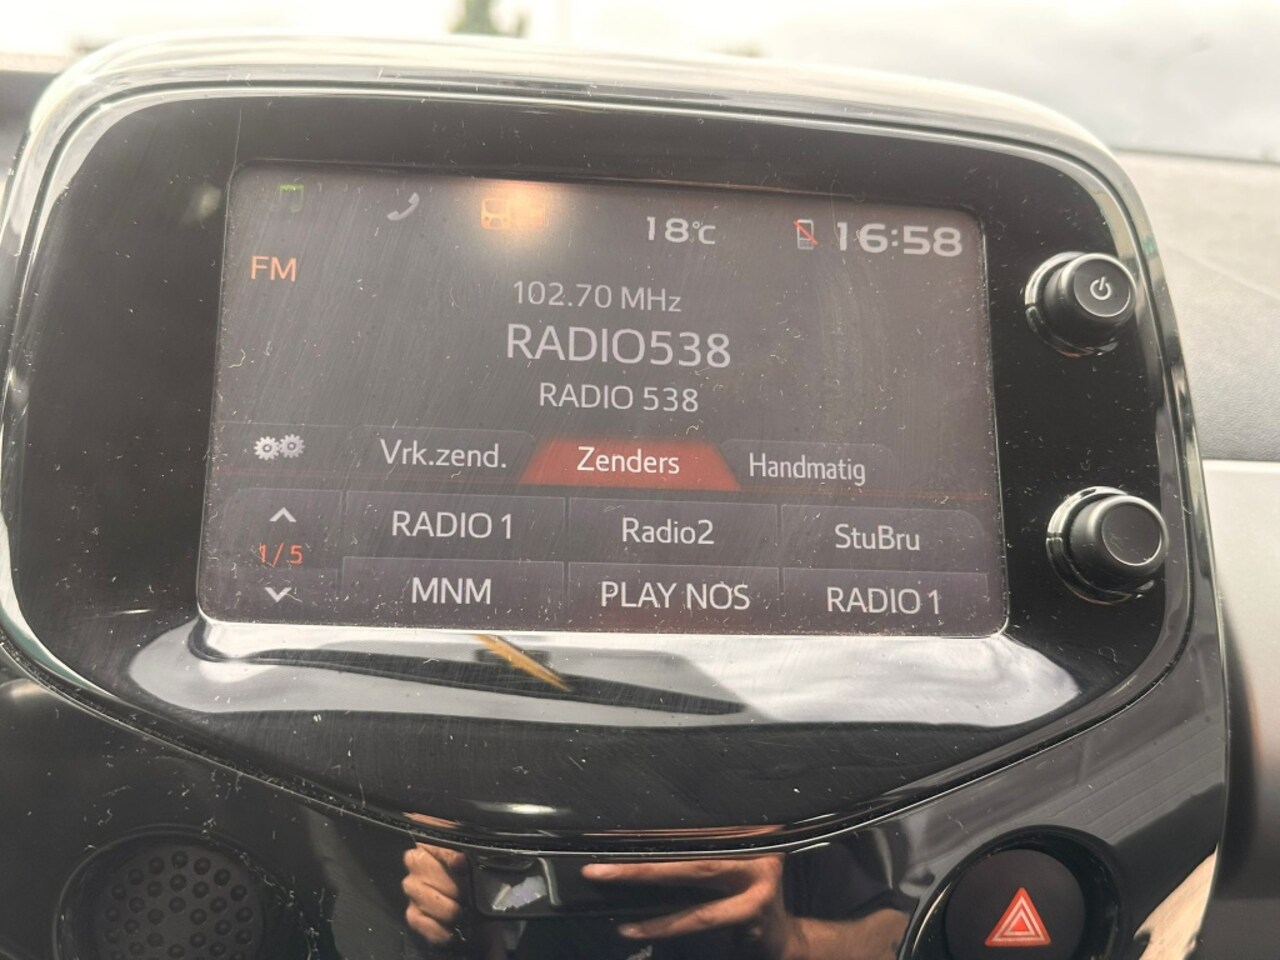 18°C 16:58
FM
102.70 MHz
RADIO538
RADIO 538
Vrk.zend. Zenders Handmatig
RADIO 1 Radio2 StuBru
1/5
MNM PLAY NOS RADIO 1